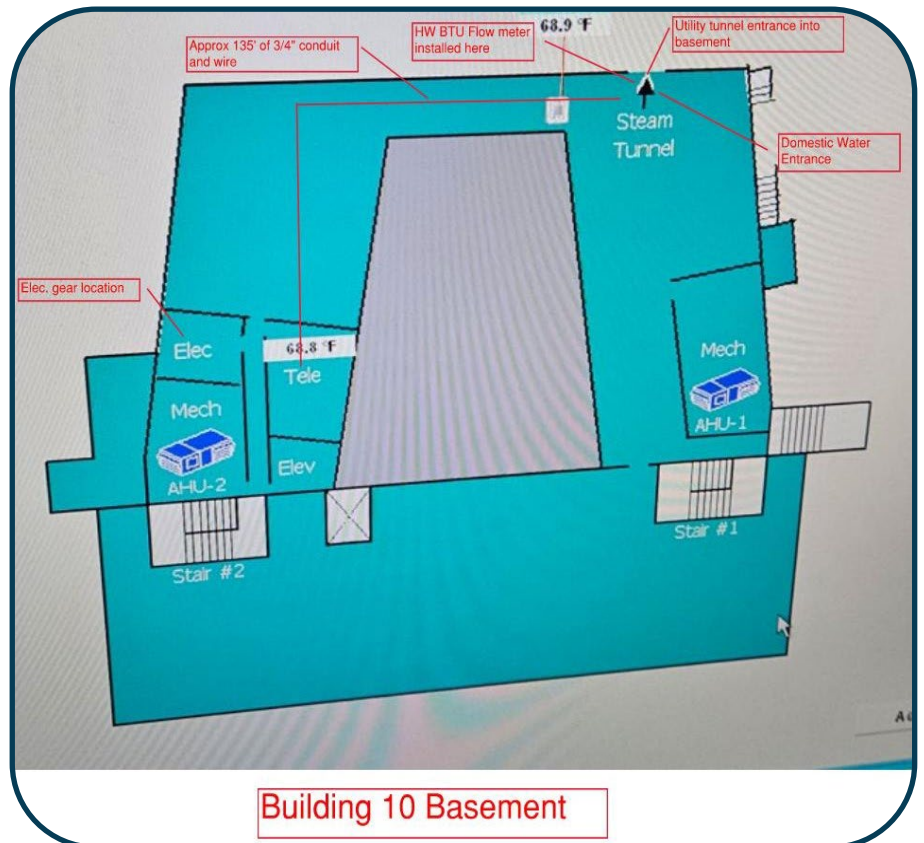 68.9 °F
HW BTU Flow meter
installed here
Utility tunnel entrance into
basement
Approx 135' of 3/4" conduit
and wire
Steam
Tunnel
Domestic Water
Entrance
Elec. gear location
Elec
68.8 °F
Tele
Mech
AHU-1
Mech
AHU-2
Elev
Stair #1
Stair #2
Building 10 Basement